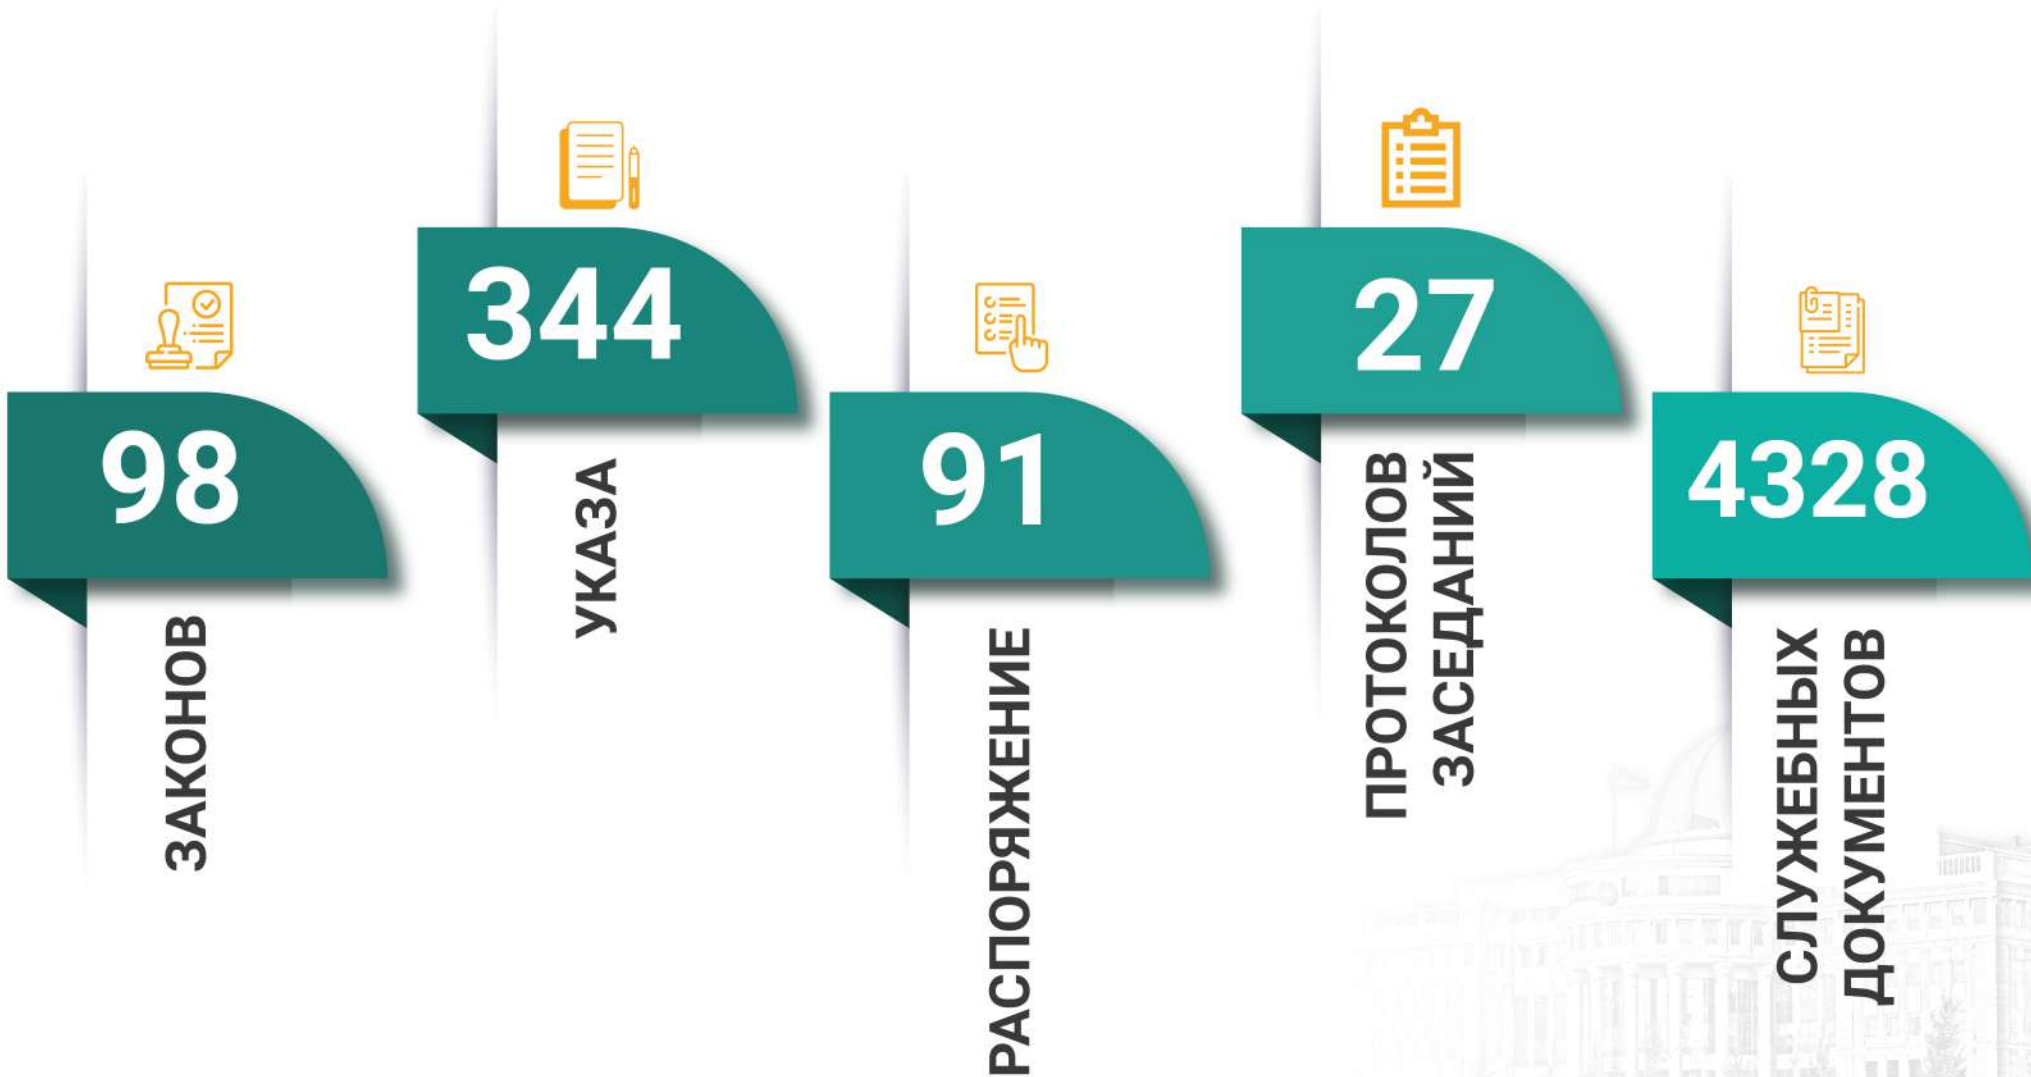 98
ЗАКОНОВ
344
УКАЗА
91
РАСПОРЯЖЕНИЕ
27
ПРОТОКОЛОВ
ЗАСЕДАНИЙ
4328
СЛУЖЕБНЫХ
ДОКУМЕНТОВ